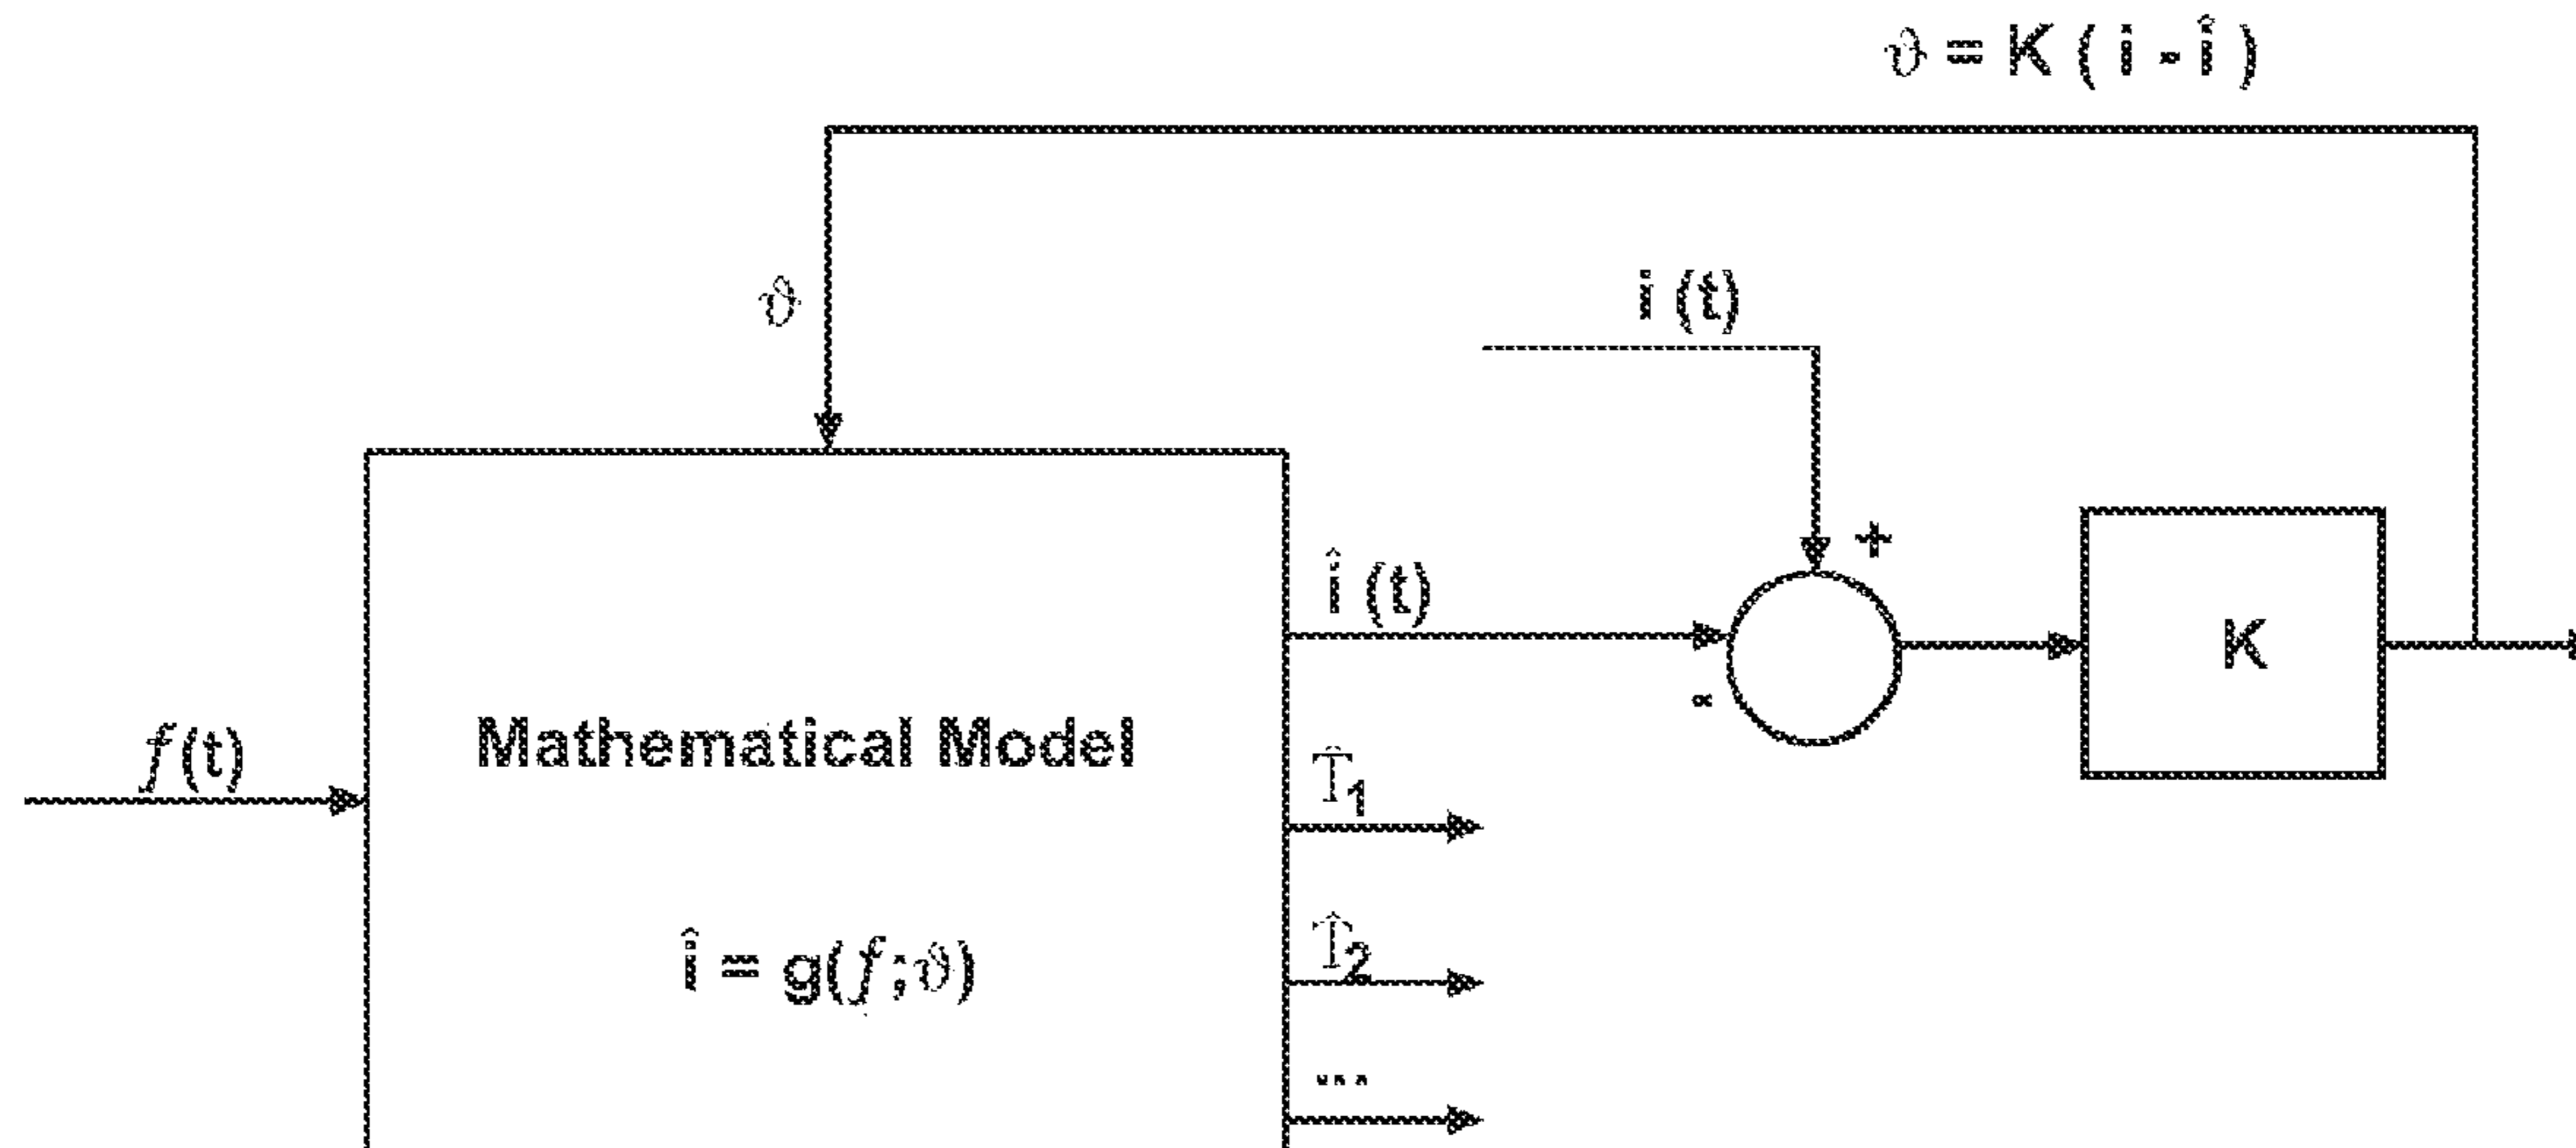 ϑ = K ( i - î )
ϑ
i (t)
+
î (t)
-
K
f(t)
Mathematical Model
T̂1
î = g(f;ϑ)
T̂2
...